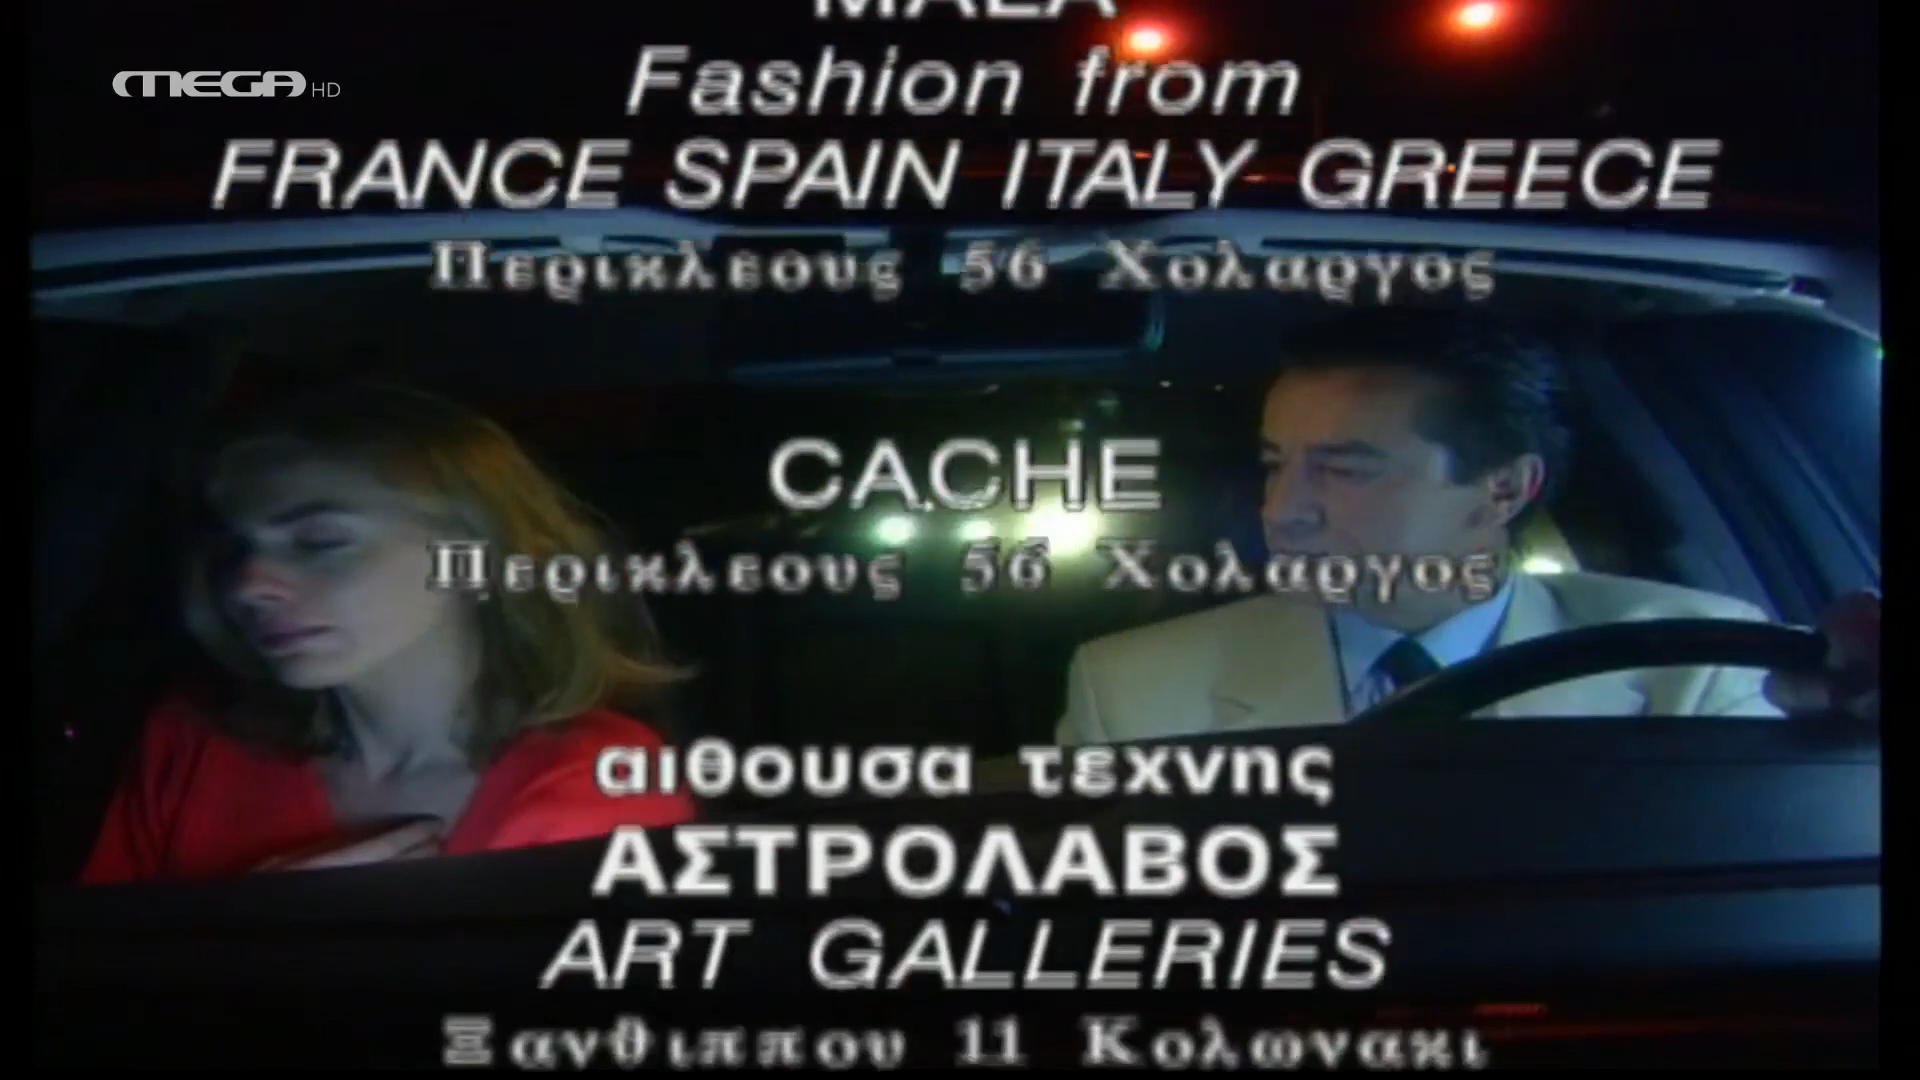 MALA
MEGA HD
Fashion from
FRANCE SPAIN ITALY GREECE
Περικλεους 56 Χολαργος
CACHE
Περικλεους 56 Χολαργος
αιθουσα τεχνης
ΑΣΤΡΟΛΑΒΟΣ
ART GALLERIES
Ξανθιππου 11 Κολωνακι